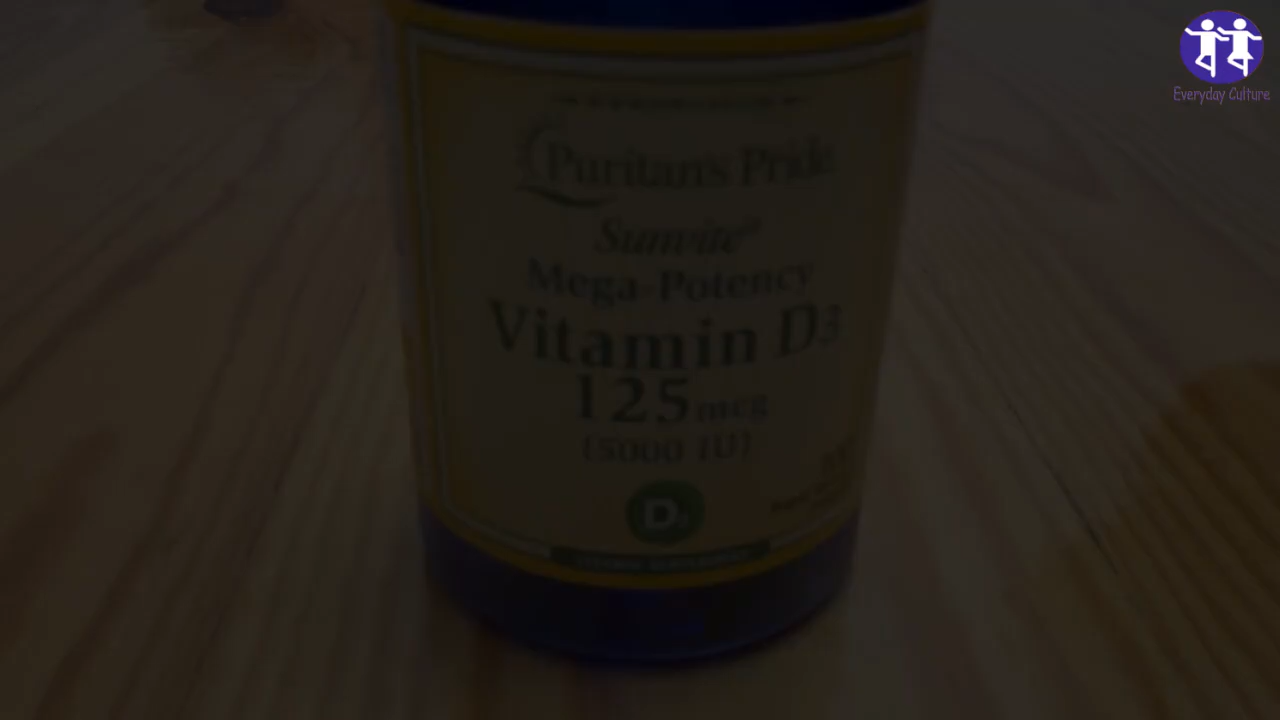 Puritan's Pride
Sunvite®
Mega-Potency
Vitamin D3
125 mcg
(5000 IU)
D3
Everyday Culture